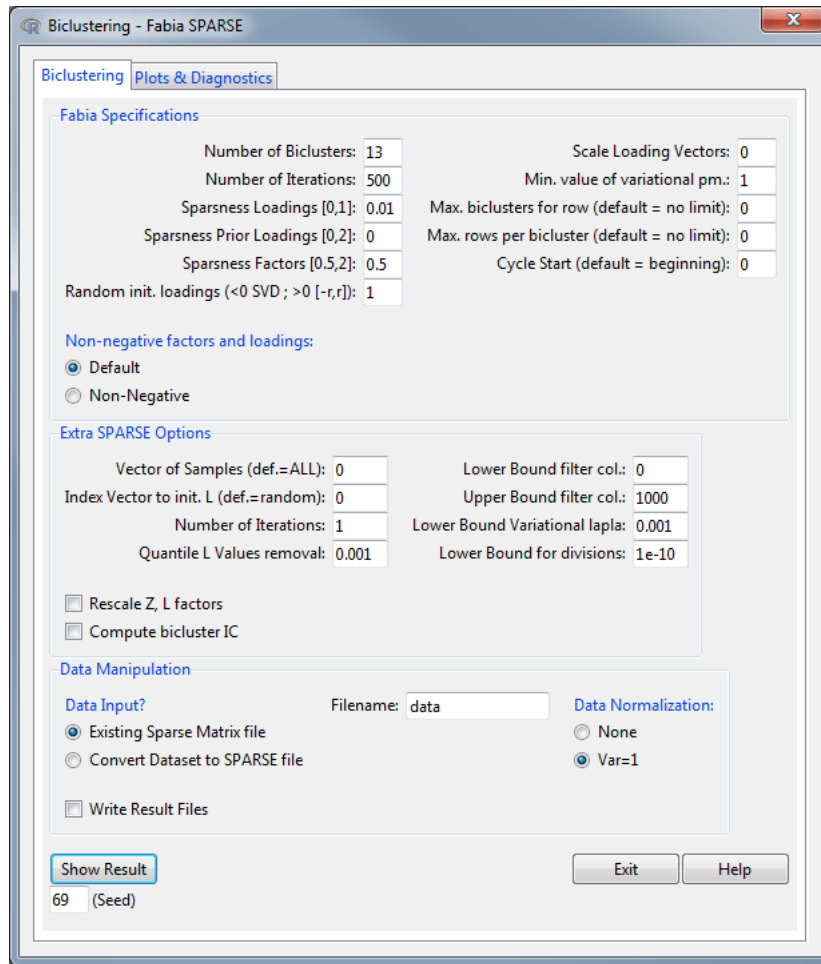 Biclustering - Fabia SPARSE
Biclustering Plots & Diagnostics
Fabia Specifications
Number of Biclusters: 13 Scale Loading Vectors: 0
Number of Iterations: 500 Min. value of variational pm.: 1
Sparsness Loadings [0,1]: 0.01 Max. biclusters for row (default = no limit): 0
Sparsness Prior Loadings [0,2]: 0 Max. rows per bicluster (default = no limit): 0
Sparsness Factors [0.5,2]: 0.5 Cycle Start (default = beginning): 0
Random init. loadings (<0 SVD ; >0 [-r,r]): 1
Non-negative factors and loadings:
Default
Non-Negative
Extra SPARSE Options
Vector of Samples (def.=ALL): 0 Lower Bound filter col.: 0
Index Vector to init. L (def.=random): 0 Upper Bound filter col.: 1000
Number of Iterations: 1 Lower Bound Variational lapla: 0.001
Quantile L Values removal: 0.001 Lower Bound for divisions: 1e-10
Rescale Z, L factors
Compute bicluster IC
Data Manipulation
Data Input? Filename: data Data Normalization:
Existing Sparse Matrix file None
Convert Dataset to SPARSE file Var=1
Write Result Files
Show Result Exit Help
69 (Seed)